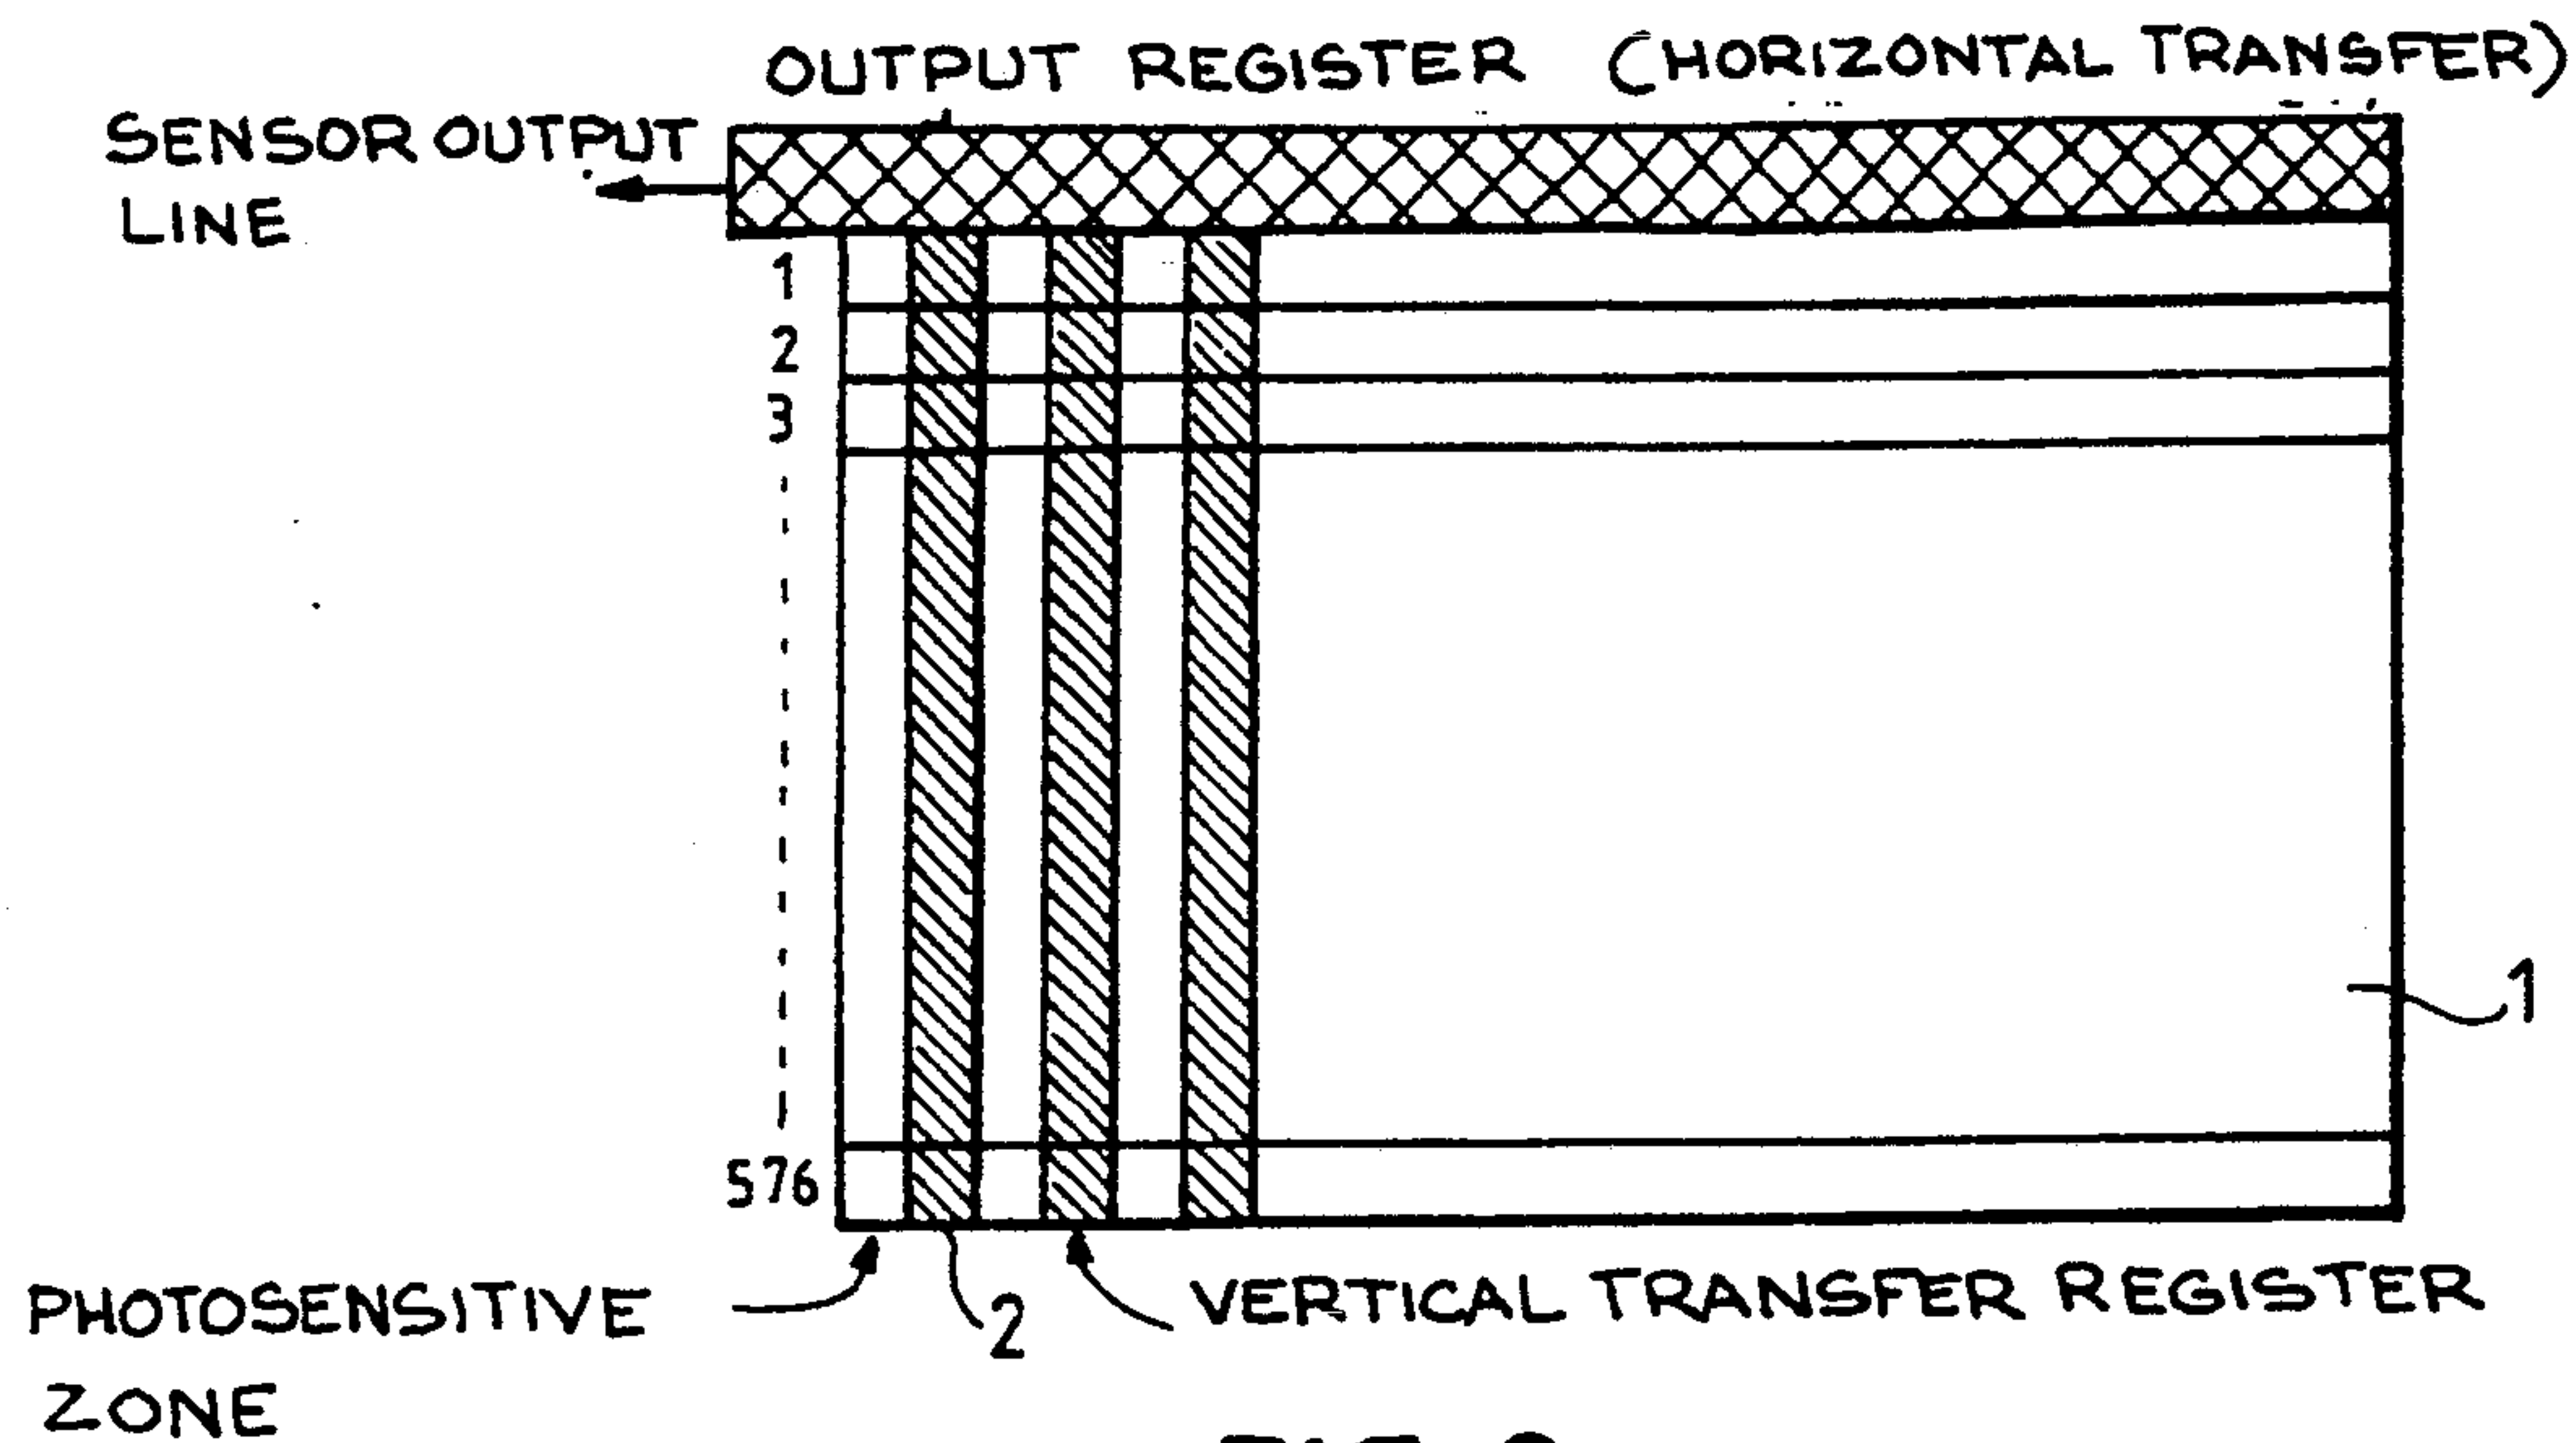 OUTPUT REGISTER (HORIZONTAL TRANSFER)
SENSOR OUTPUT
LINE
1
2
3
576
1
PHOTOSENSITIVE
ZONE
2
VERTICAL TRANSFER REGISTER